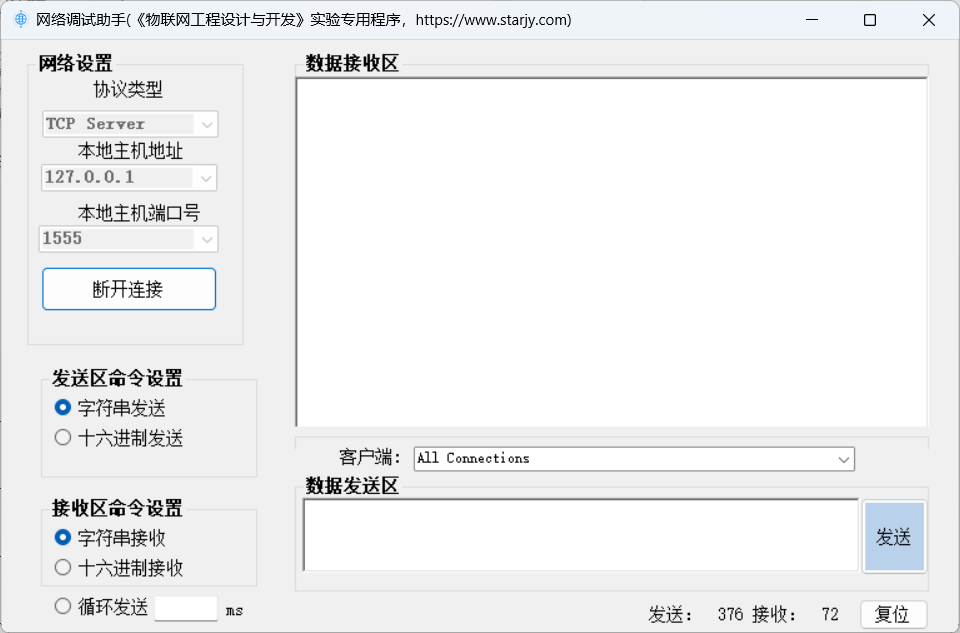 网络调试助手(《物联网工程设计与开发》实验专用程序，https://www.starjy.com)
网络设置
协议类型
TCP Server
本地主机地址
127.0.0.1
本地主机端口号
1555
断开连接
发送区命令设置
字符串发送
十六进制发送
接收区命令设置
字符串接收
十六进制接收
循环发送 ms
数据接收区
客户端: All Connections
数据发送区
发送
发送: 376 接收: 72 复位